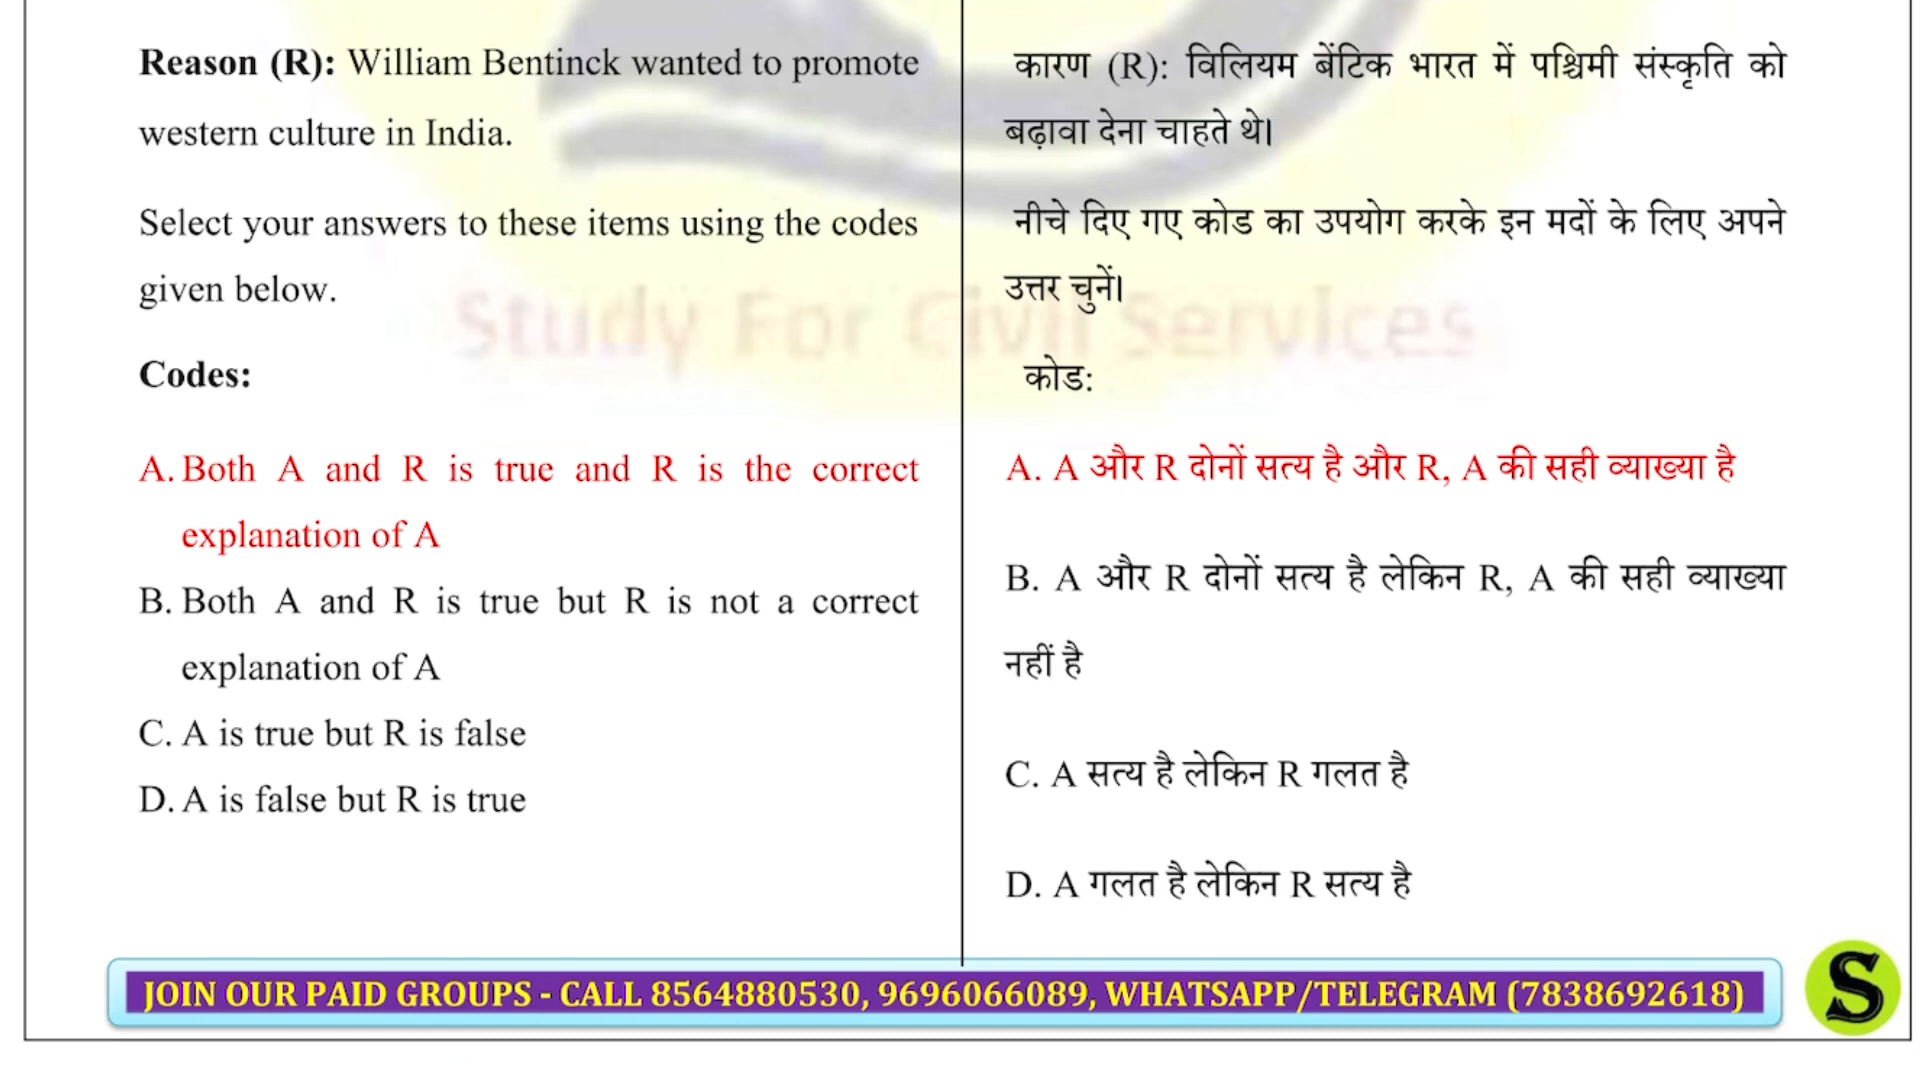 Reason (R): William Bentinck wanted to promote
western culture in India.
Select your answers to these items using the codes
given below.
Codes:
A. Both A and R is true and R is the correct
explanation of A
B. Both A and R is true but R is not a correct
explanation of A
C. A is true but R is false
D. A is false but R is true
कारण (R): विलियम बेंटिक भारत में पश्चिमी संस्कृति को
बढ़ावा देना चाहते थे।
नीचे दिए गए कोड का उपयोग करके इन मदों के लिए अपने
उत्तर चुनें।
कोड:
A. A और R दोनों सत्य है और R, A की सही व्याख्या है
B. A और R दोनों सत्य है लेकिन R, A की सही व्याख्या
नहीं है
C. A सत्य है लेकिन R गलत है
D. A गलत है लेकिन R सत्य है
Study For Civil Services
JOIN OUR PAID GROUPS - CALL 8564880530, 9696066089, WHATSAPP/TELEGRAM (7838692618)
S